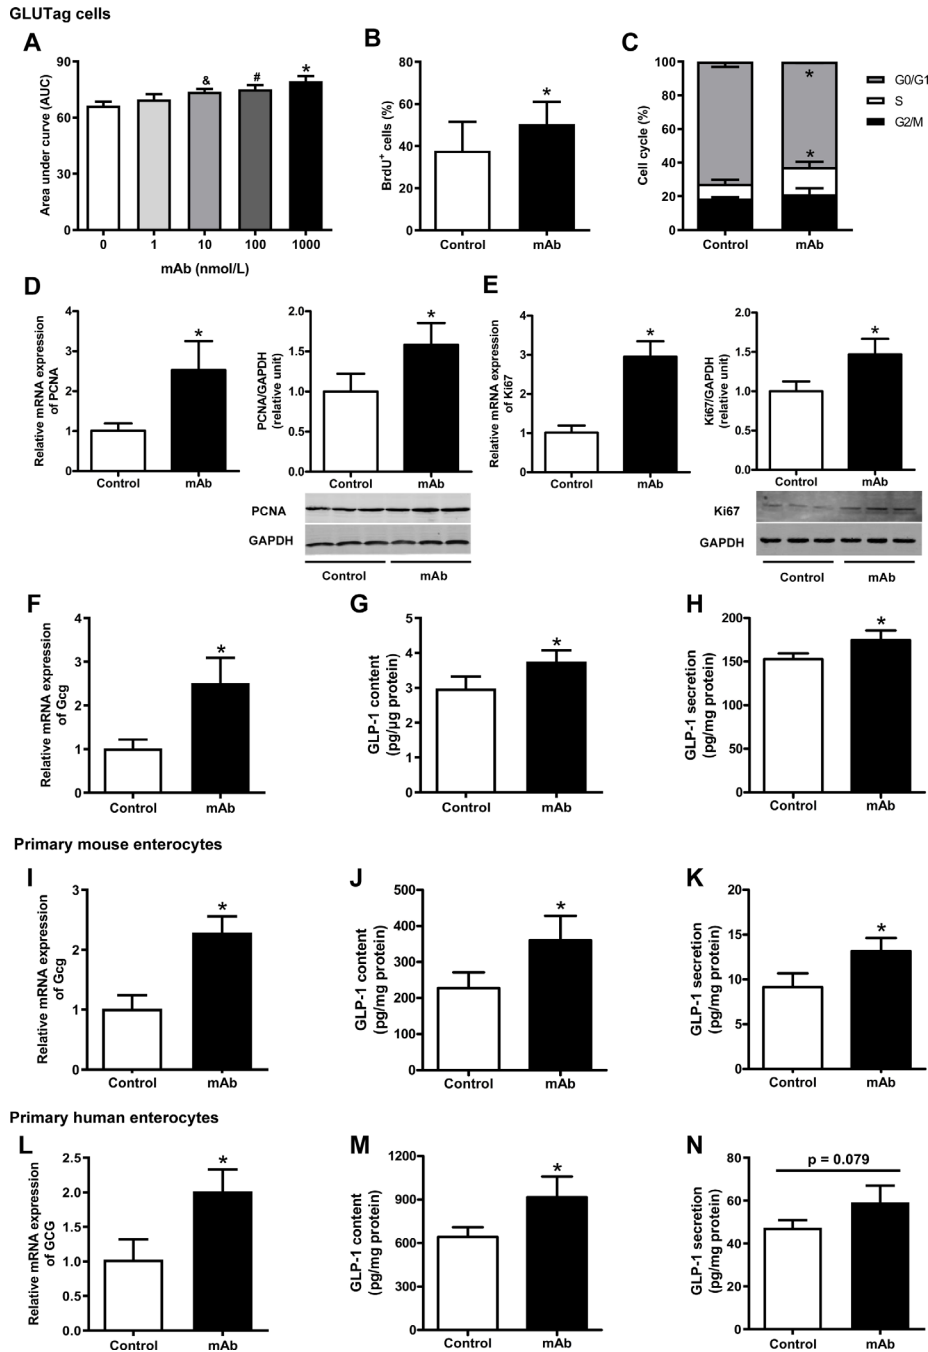 GLUTag cells
A
Area under curve (AUC)
90
60
30
0
&
#
*
0 1 10 100 1000
mAb (nmol/L)
B
BrdU+ cells (%)
80
60
40
20
0
*
Control mAb
C
Cell cycle (%)
100
80
60
40
20
0
*
*
Control mAb
G0/G1
S
G2/M
D
Relative mRNA expression
of PCNA
4
3
2
1
0
*
Control mAb
PCNA/GAPDH
(relative unit)
2.0
1.5
1.0
0.5
0.0
*
Control mAb
PCNA
GAPDH
Control mAb
E
Relative mRNA expression
of Ki67
4
3
2
1
0
*
Control mAb
Ki67/GAPDH
(relative unit)
2.0
1.5
1.0
0.5
0.0
*
Control mAb
Ki67
GAPDH
Control mAb
F
Relative mRNA expression
of Gcg
4
3
2
1
0
*
Control mAb
G
GLP-1 content
(pg/μg protein)
5
4
3
2
1
0
*
Control mAb
H
GLP-1 secretion
(pg/mg protein)
200
150
100
50
0
*
Control mAb
Primary mouse enterocytes
I
Relative mRNA expression
of Gcg
3
2
1
0
*
Control mAb
J
GLP-1 content
(pg/mg protein)
500
400
300
200
100
0
*
Control mAb
K
GLP-1 secretion
(pg/mg protein)
20
15
10
5
0
*
Control mAb
Primary human enterocytes
L
Relative mRNA expression
of GCG
2.5
2.0
1.5
1.0
0.5
0.0
*
Control mAb
M
GLP-1 content
(pg/mg protein)
1200
900
600
300
0
*
Control mAb
N
GLP-1 secretion
(pg/mg protein)
80
60
40
20
0
p = 0.079
Control mAb